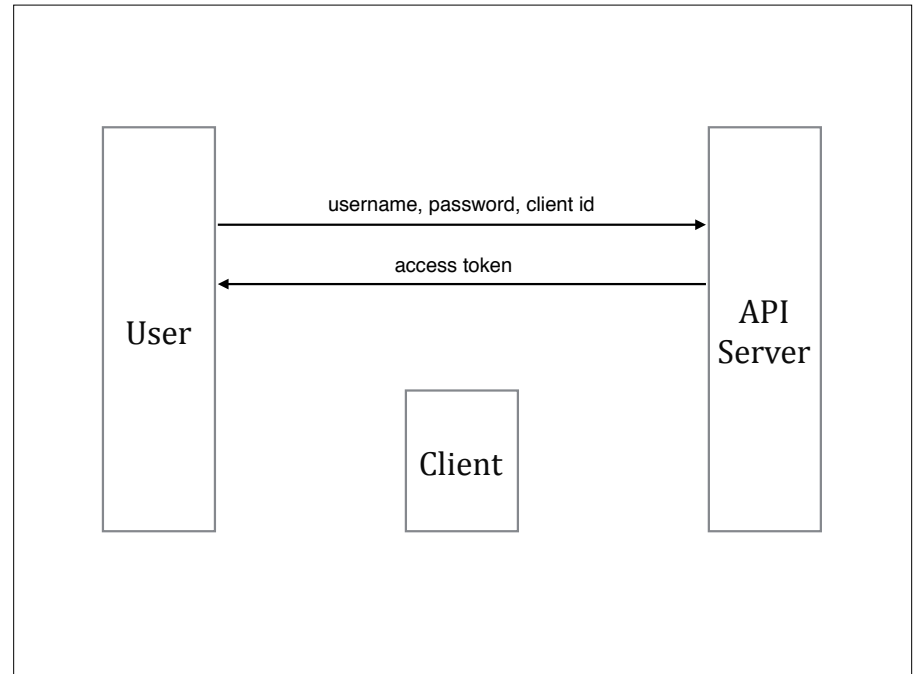 username, password, client id
access token
User
API
Server
Client